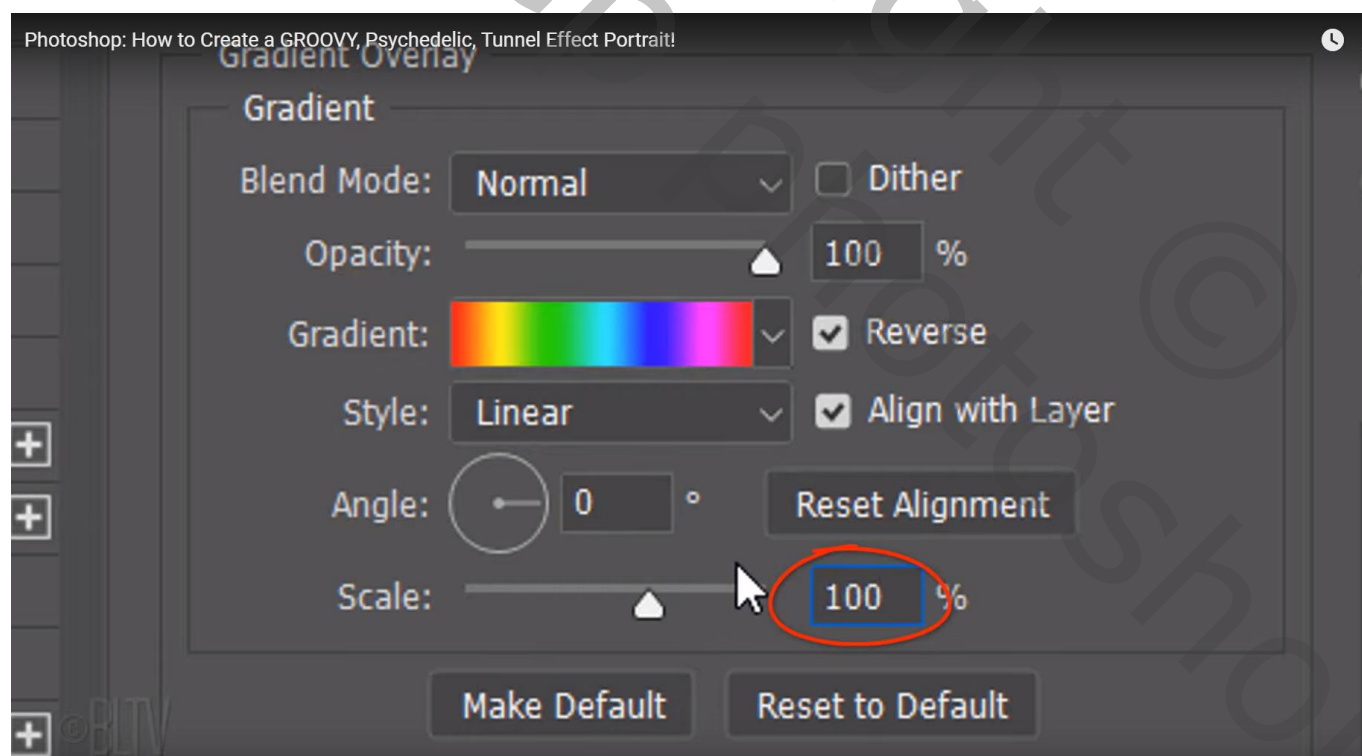 Photoshop: How to Create a GROOVY, Psychedelic, Tunnel Effect Portrait!
Gradient Overlay
Gradient
Blend Mode: Normal Dither
Opacity: 100 %
Gradient: Reverse
Style: Linear Align with Layer
Angle: 0 ° Reset Alignment
Scale: 100 %
Make Default Reset to Default
©BLTV